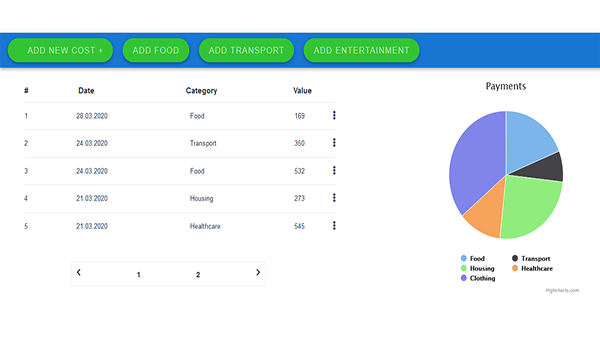 ADD NEW COST + ADD FOOD ADD TRANSPORT ADD ENTERTAINMENT
# Date Category Value
1 28.03.2020 Food 169
2 24.03.2020 Transport 350
3 24.03.2020 Food 532
4 21.03.2020 Housing 273
5 21.03.2020 Healthcare 545
1 2
Payments
Food Transport
Housing Healthcare
Clothing
Highcharts.com